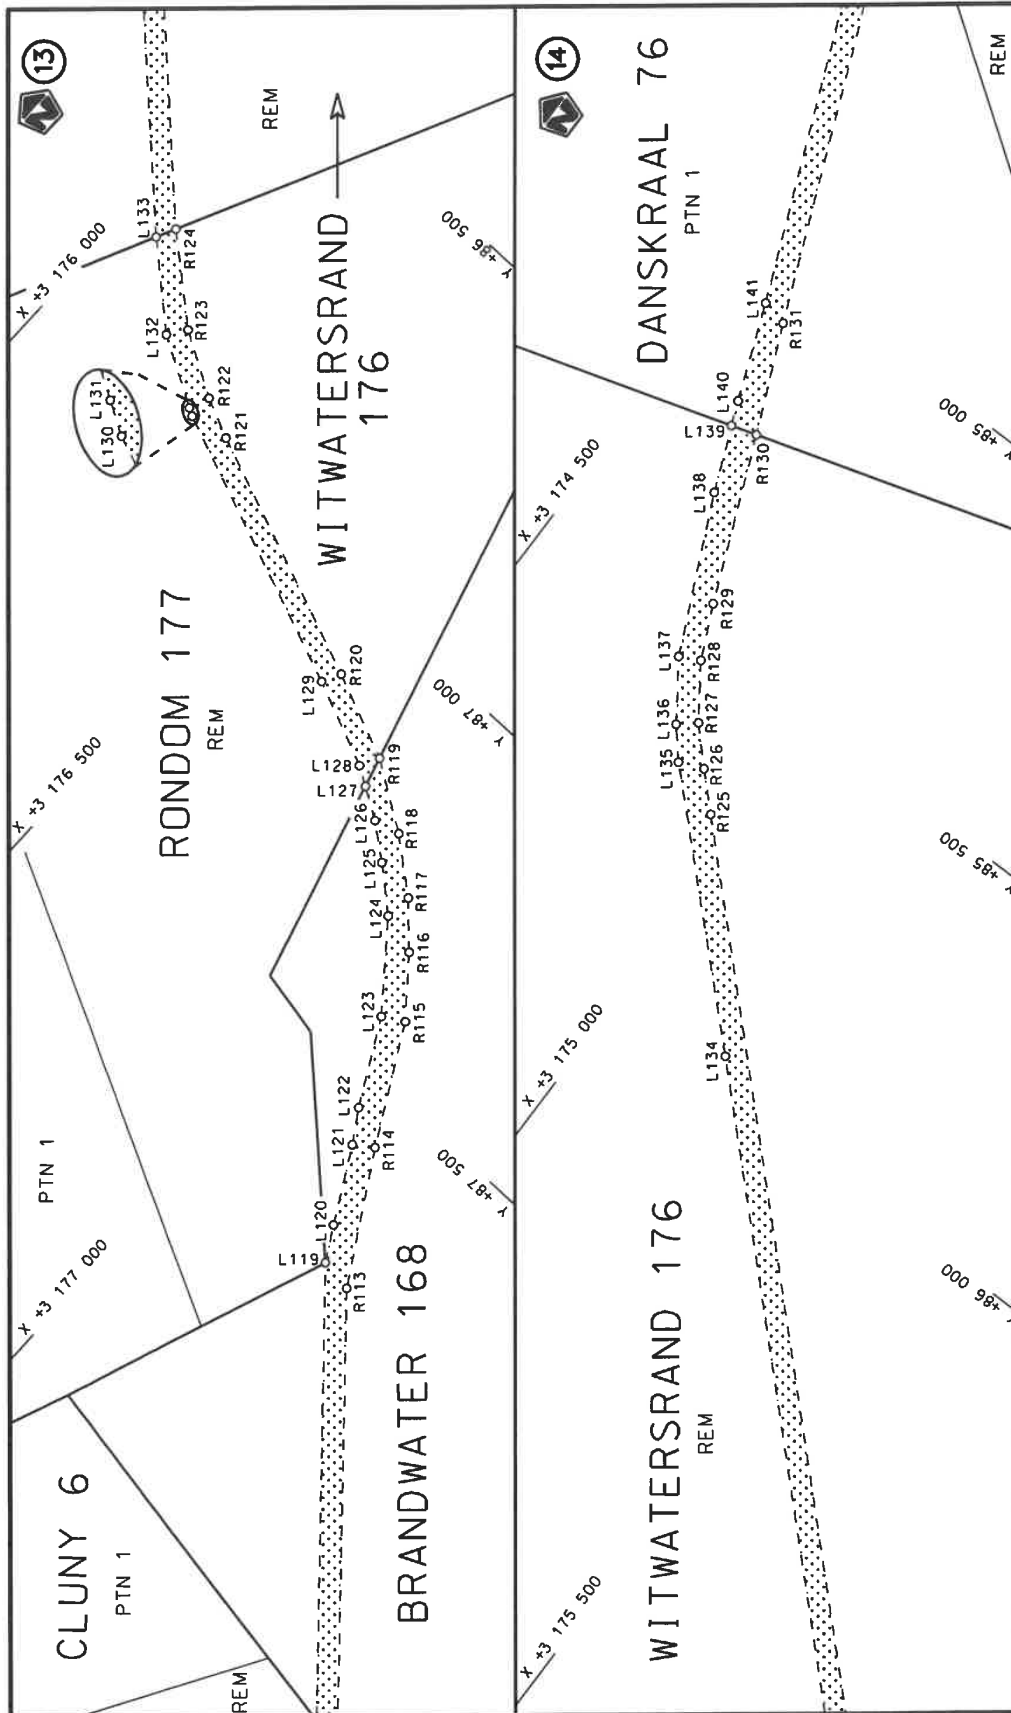 13
CLUNY 6
PTN 1
REM
PTN 1
X +3 177 000
X +3 176 500
X +3 176 000
RONDOM 177
REM
REM
WITWATERSRAND
176
BRANDWATER 168
L119
L120
L121
L122
L123
L124
L125
L126
L127
L128
L129
L130
L131
L132
L133
R113
R114
R115
R116
R117
R118
R119
R120
R121
R122
R123
R124
Y +87 500
Y +87 000
Y +86 500
14
X +3 175 500
X +3 175 000
X +3 174 500
WITWATERSRAND 176
REM
DANSKRAAL 76
PTN 1
REM
L134
L135
L136
L137
L138
L139
L140
L141
R125
R126
R127
R128
R129
R130
R131
Y +86 000
Y +85 500
Y +85 000